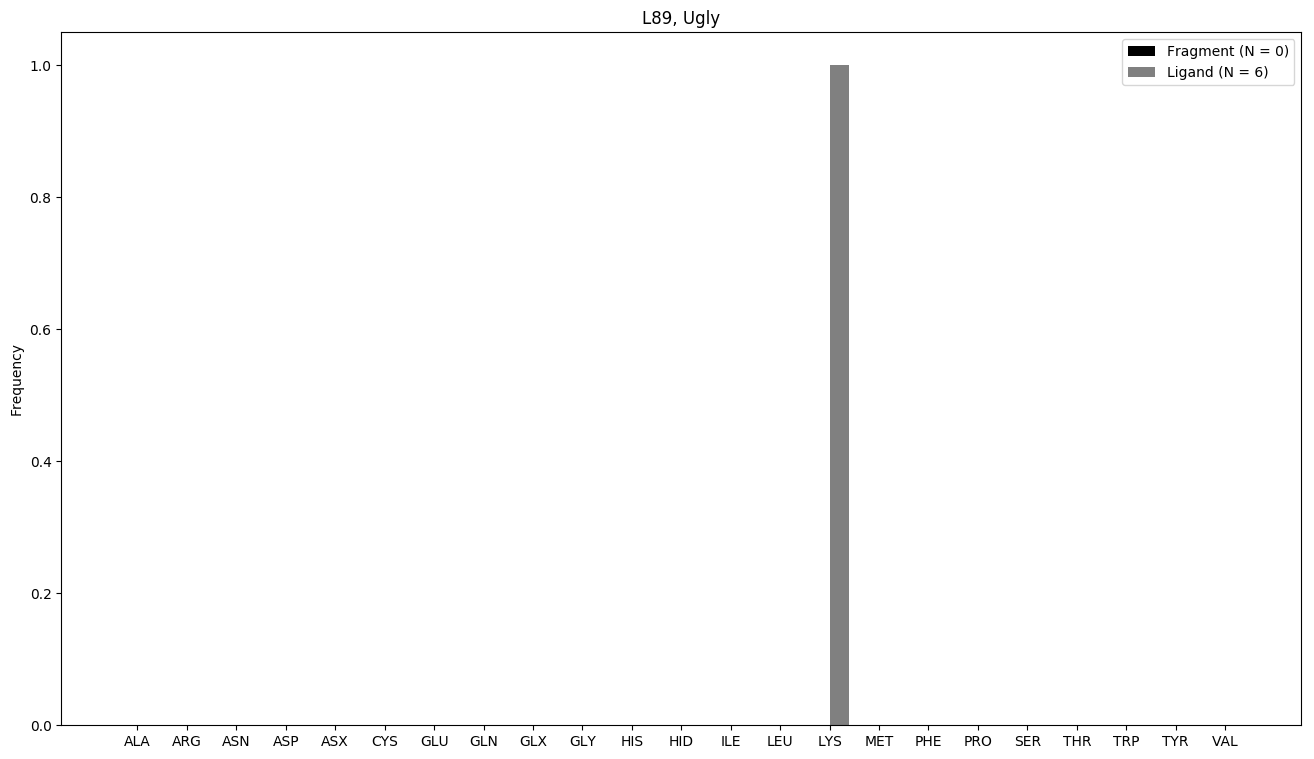 L89, Ugly
Fragment (N = 0)
Ligand (N = 6)
1.0
0.8
0.6
0.4
0.2
0.0
Frequency
ALA ARG ASN ASP ASX CYS GLU GLN GLX GLY HIS HID ILE LEU LYS MET PHE PRO SER THR TRP TYR VAL